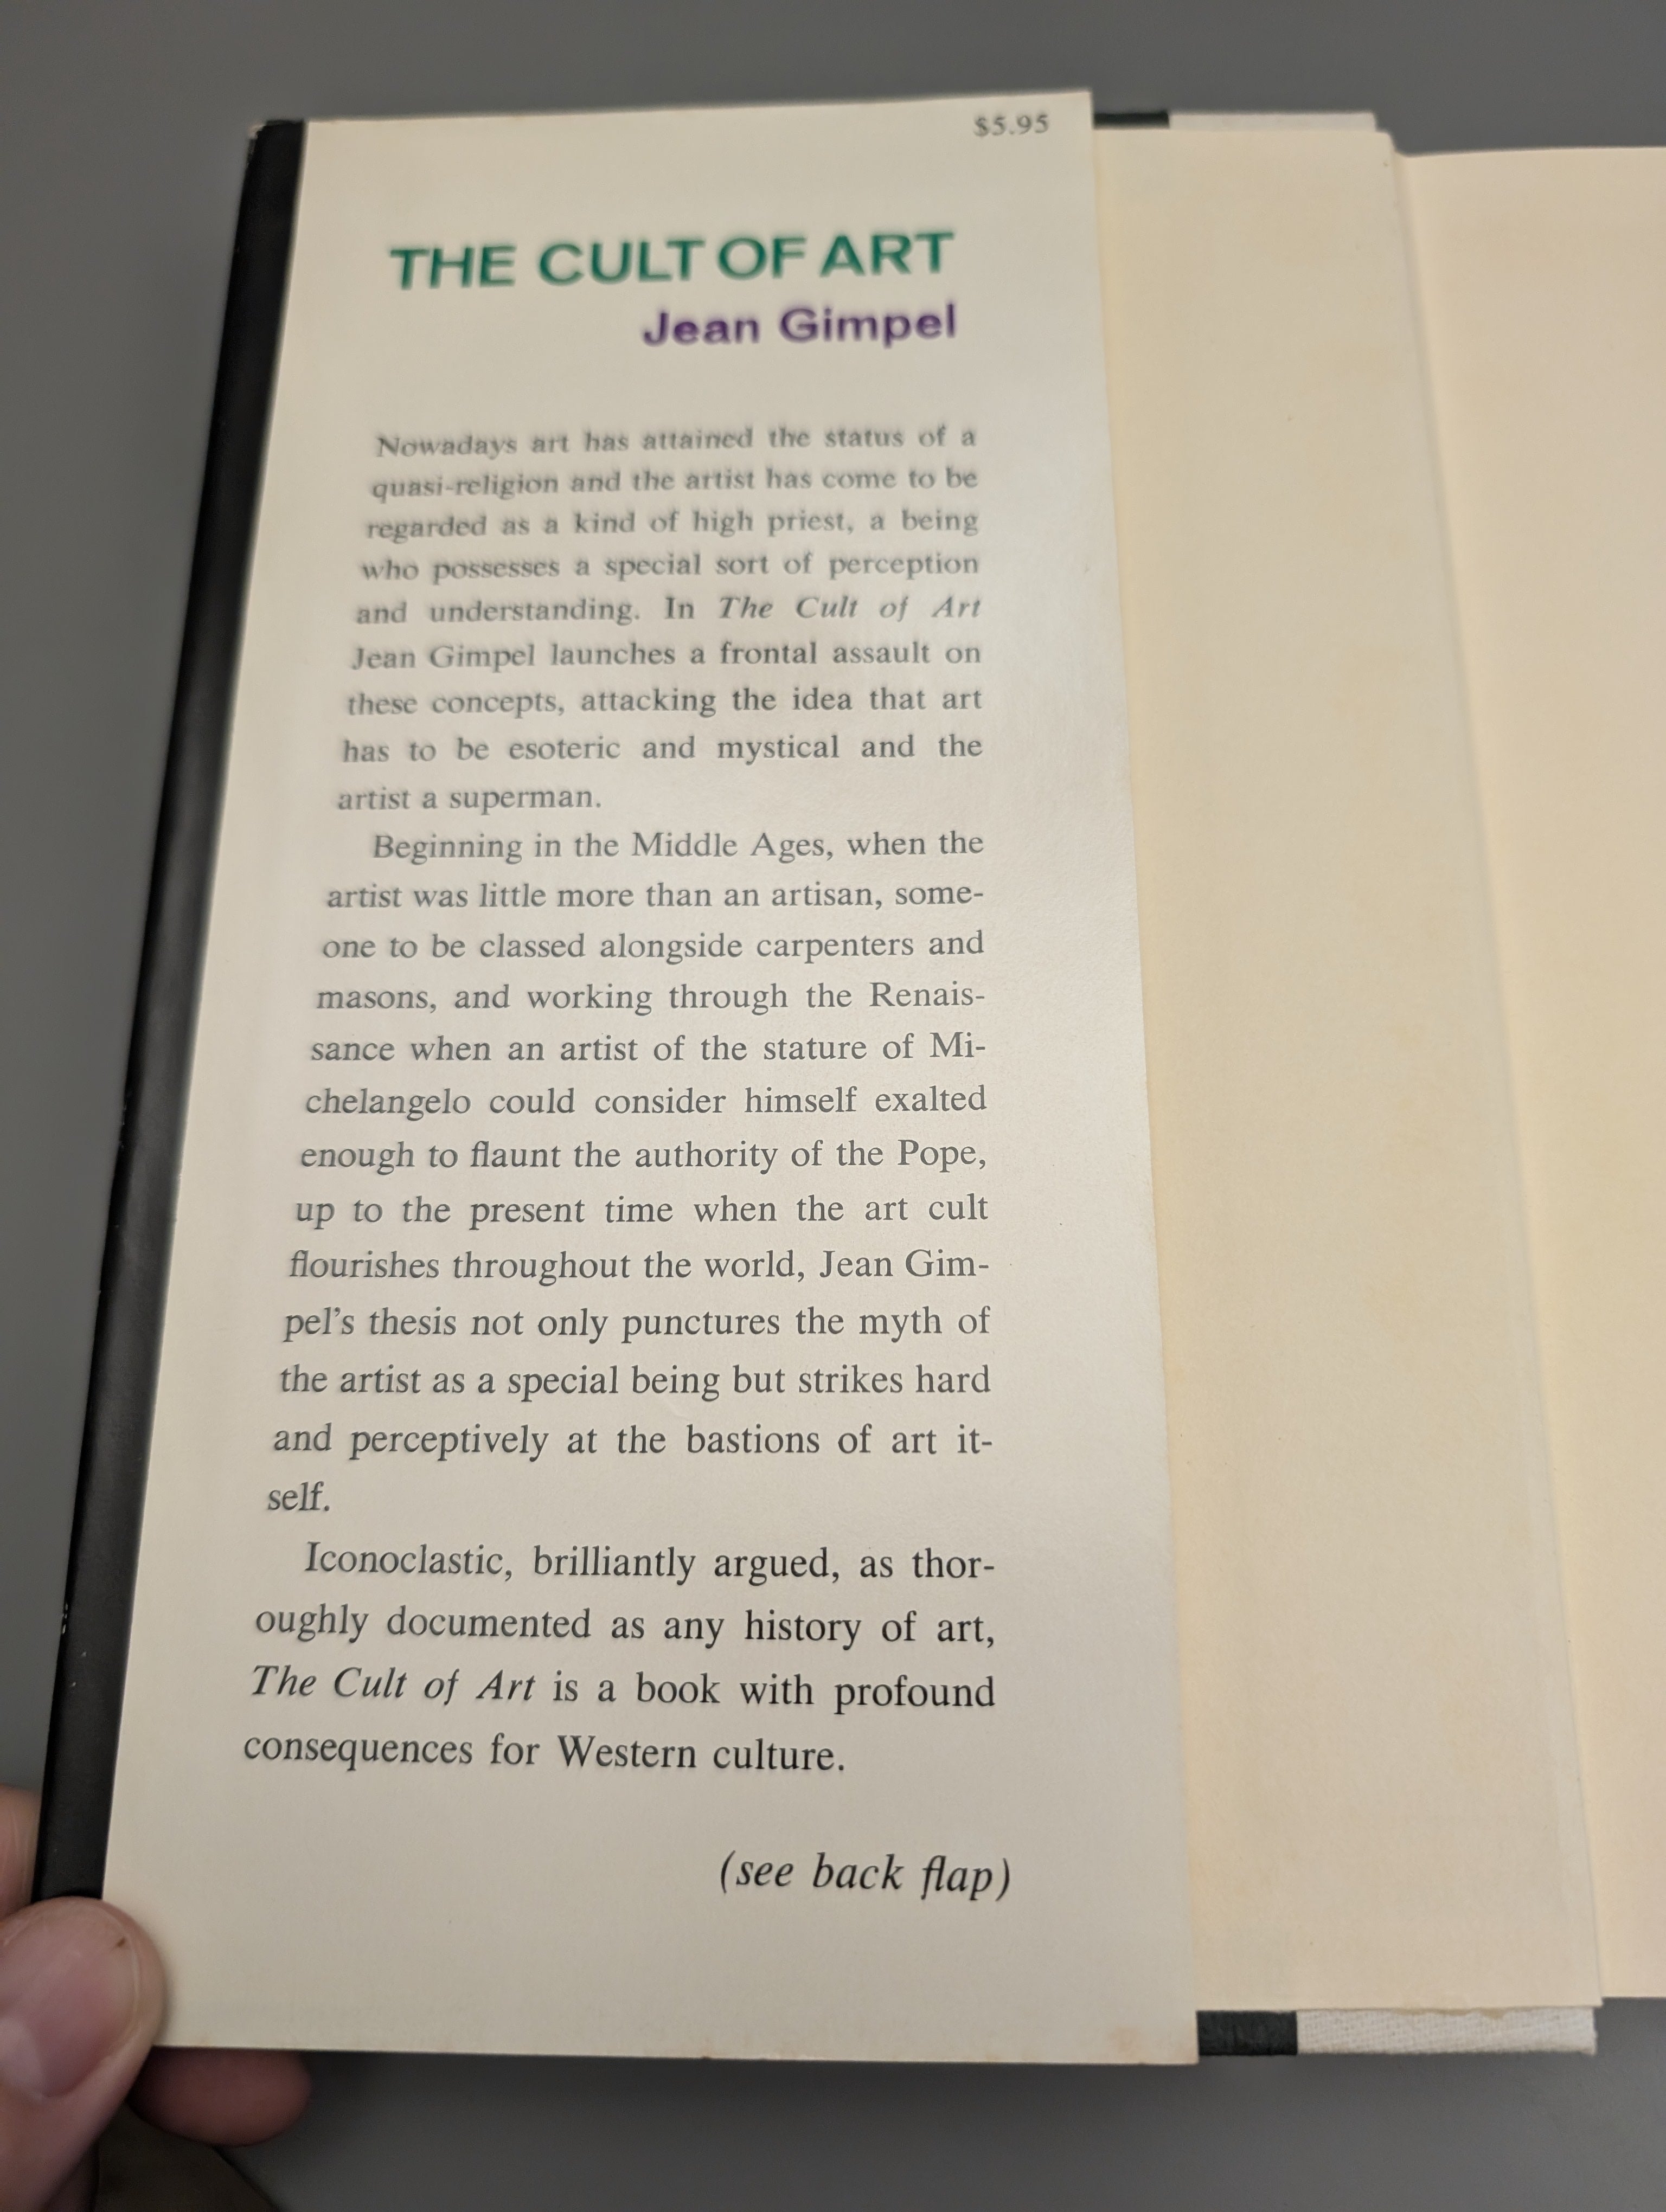 $5.95
THE CULT OF ART
Jean Gimpel
Nowadays art has attained the status of a
quasi-religion and the artist has come to be
regarded as a kind of high priest, a being
who possesses a special sort of perception
and understanding. In The Cult of Art
Jean Gimpel launches a frontal assault on
these concepts, attacking the idea that art
has to be esoteric and mystical and the
artist a superman.
Beginning in the Middle Ages, when the
artist was little more than an artisan, some-
one to be classed alongside carpenters and
masons, and working through the Renais-
sance when an artist of the stature of Mi-
chelangelo could consider himself exalted
enough to flaunt the authority of the Pope,
up to the present time when the art cult
flourishes throughout the world, Jean Gim-
pel's thesis not only punctures the myth of
the artist as a special being but strikes hard
and perceptively at the bastions of art it-
self.
Iconoclastic, brilliantly argued, as thor-
oughly documented as any history of art,
The Cult of Art is a book with profound
consequences for Western culture.
(see back flap)